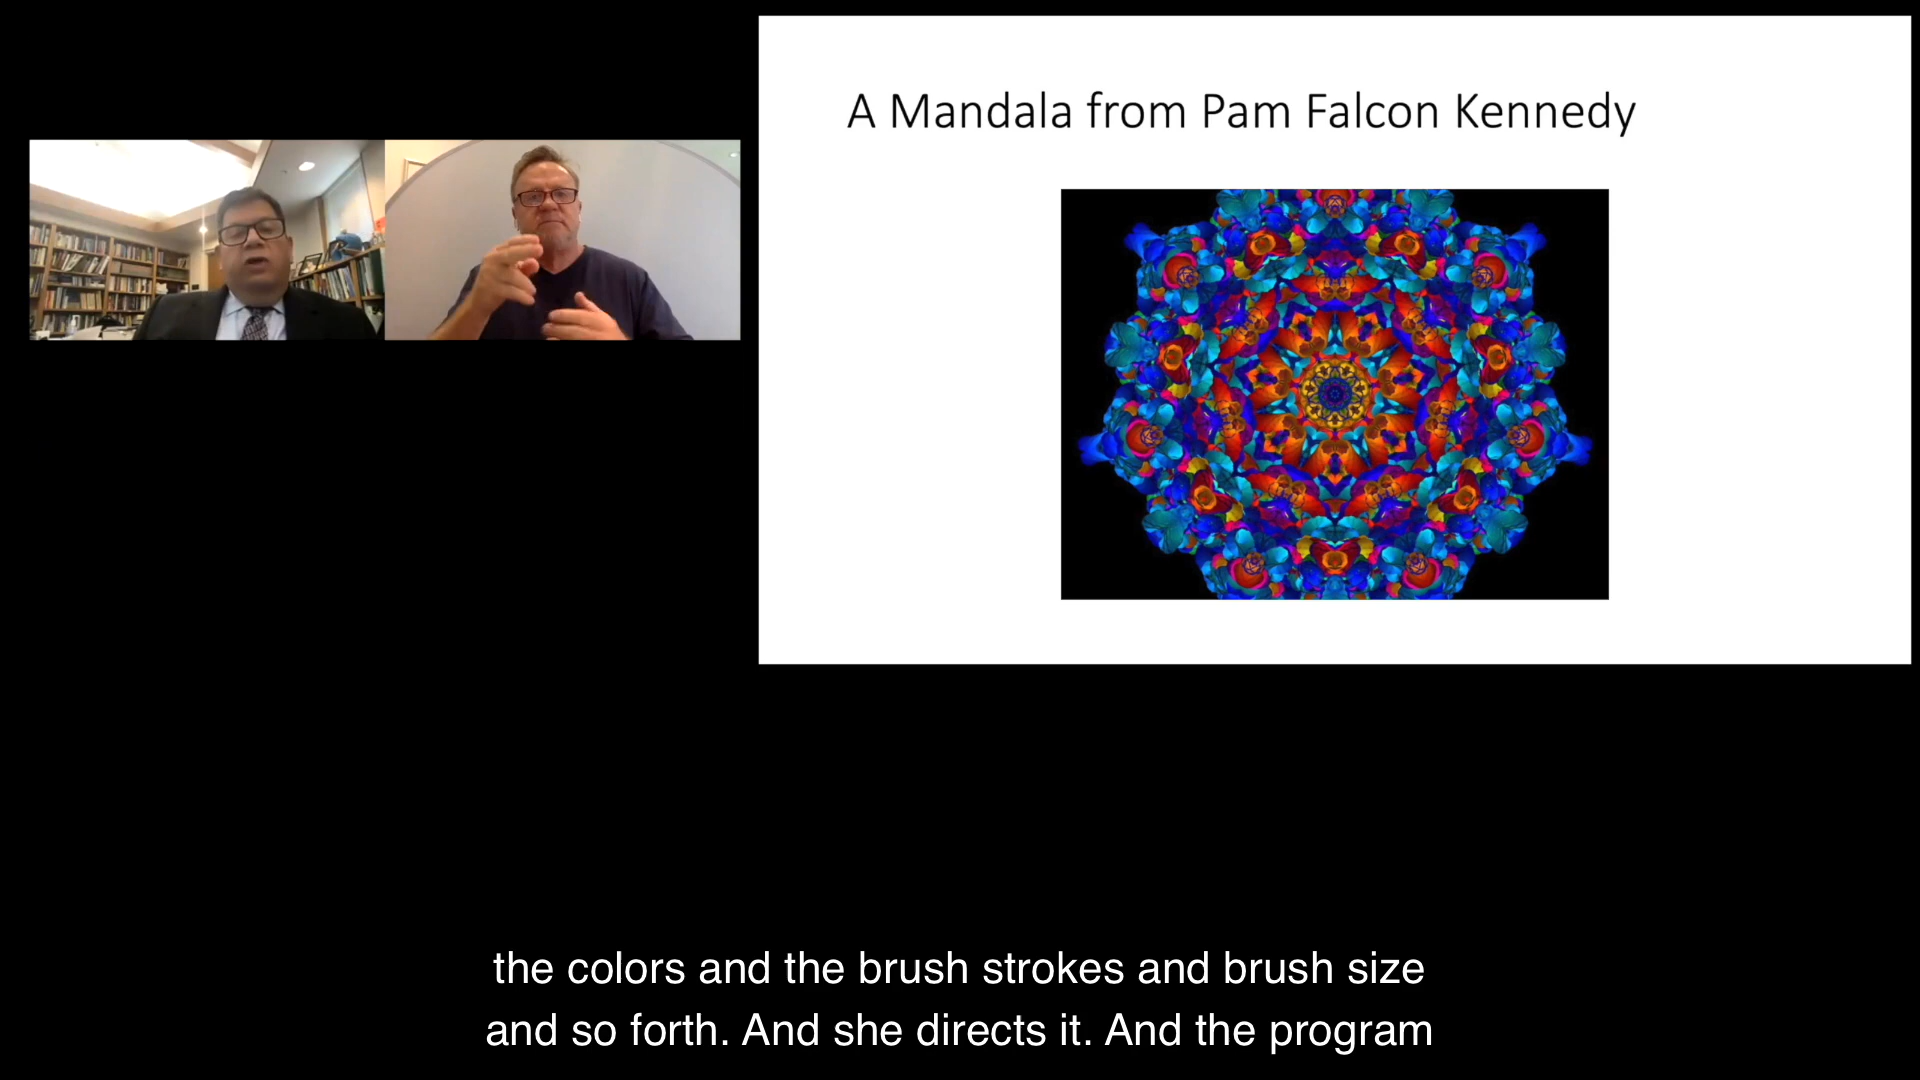 A Mandala from Pam Falcon Kennedy
the colors and the brush strokes and brush size
and so forth. And she directs it. And the program